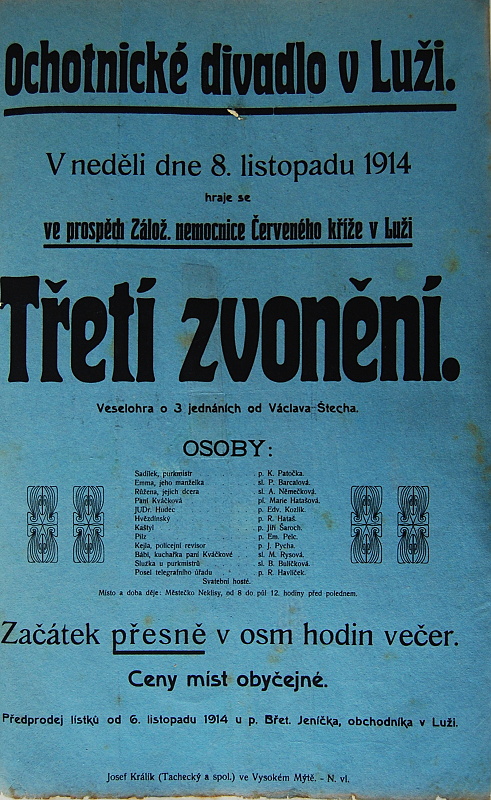 Ochotnické divadlo v Luži.
V neděli dne 8. listopadu 1914
hraje se
ve prospěch Zálož. nemocnice Červeného kříže v Luži
Třetí zvonění.
Veselohra o 3 jednáních od Václava Štecha.
OSOBY:
Sadílek, purkmistr . . . . . p. K. Patočka.
Emma, jeho manželka . . . . . sl. P. Barcalová.
Růžena, jejich dcera . . . . . sl. A. Němečková.
Paní Kváčková . . . . . pí. Marie Hatašová.
JUDr. Hudec . . . . . p. Edv. Kozlík.
Hvězdinský . . . . . p. R. Hataš.
Kaštyl . . . . . p. Jiří Šaroch.
Pilz . . . . . p. Em. Pelc.
Kejla, policejní revisor . . . . . p. J. Pycha.
Bábi, kuchařka paní Kváčkové . . sl. M. Rysová.
Služka u purkmistrů . . . . . sl. B. Buličková.
Posel telegrafního úřadu . . . . . p. R. Havlíček.
Svatební hosté.
Místo a doba děje: Městečko Neklisy, od 8 do půl 12. hodiny před polednem.
Začátek přesně v osm hodin večer.
Ceny míst obyčejné.
Předprodej lístků od 6. listopadu 1914 u p. Břet. Jeníčka, obchodníka v Luži.
Josef Králík (Tachecký a spol.) ve Vysokém Mýtě. - N. vl.